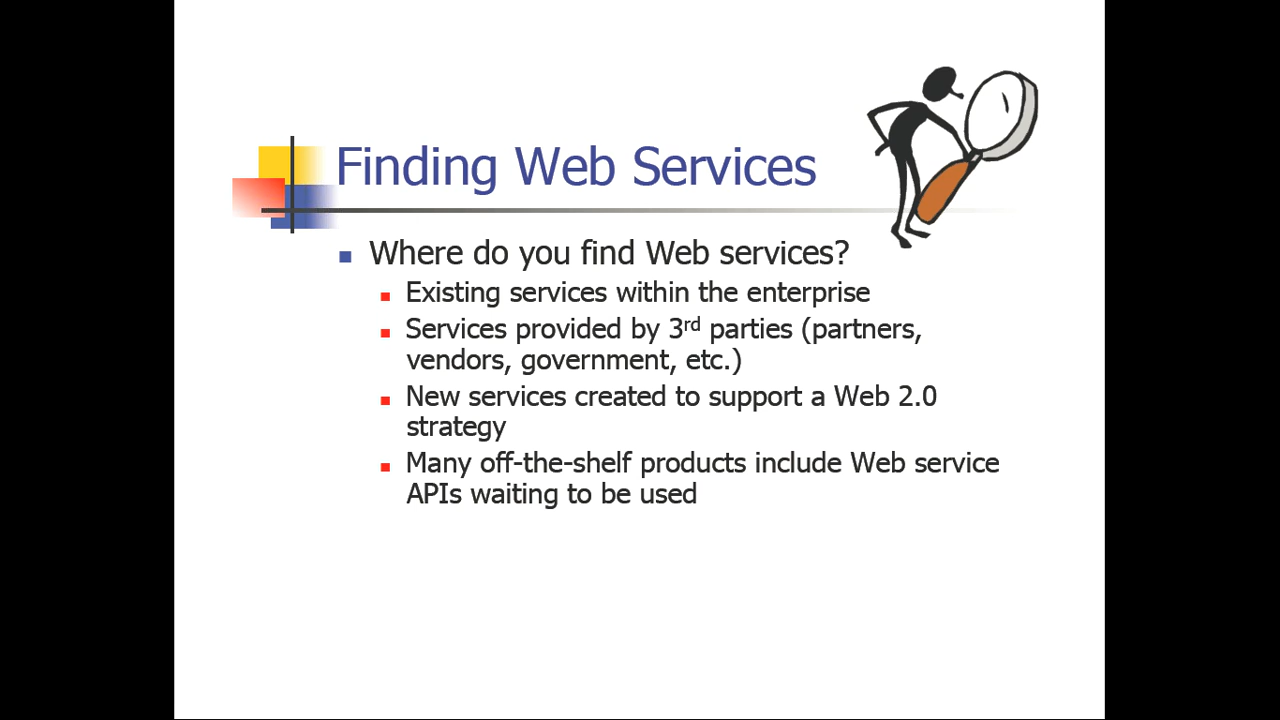 Finding Web Services
Where do you find Web services?
Existing services within the enterprise
Services provided by 3rd parties (partners,
vendors, government, etc.)
New services created to support a Web 2.0
strategy
Many off-the-shelf products include Web service
APIs waiting to be used